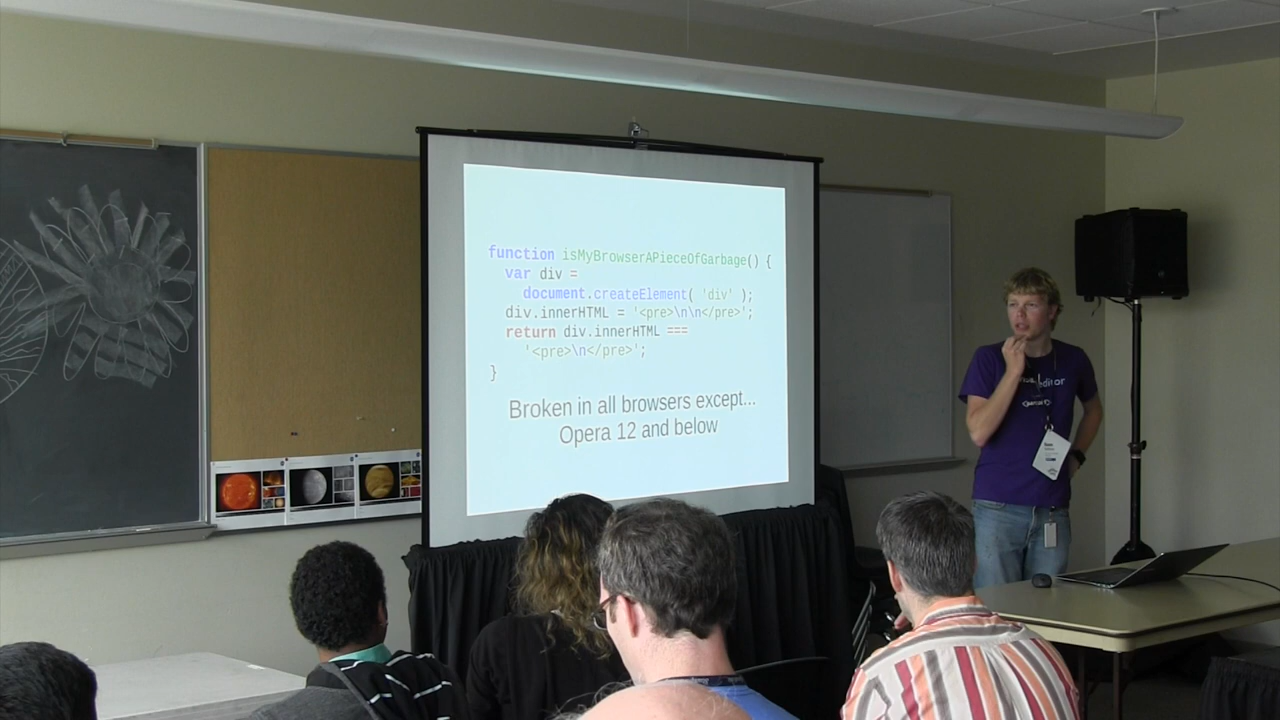 function isMyBrowserAPieceOfGarbage() {
var div =
document.createElement( 'div' );
div.innerHTML = '<pre>\n\n</pre>';
return div.innerHTML ===
'<pre>\n</pre>';
}
Broken in all browsers except...
Opera 12 and below
editor